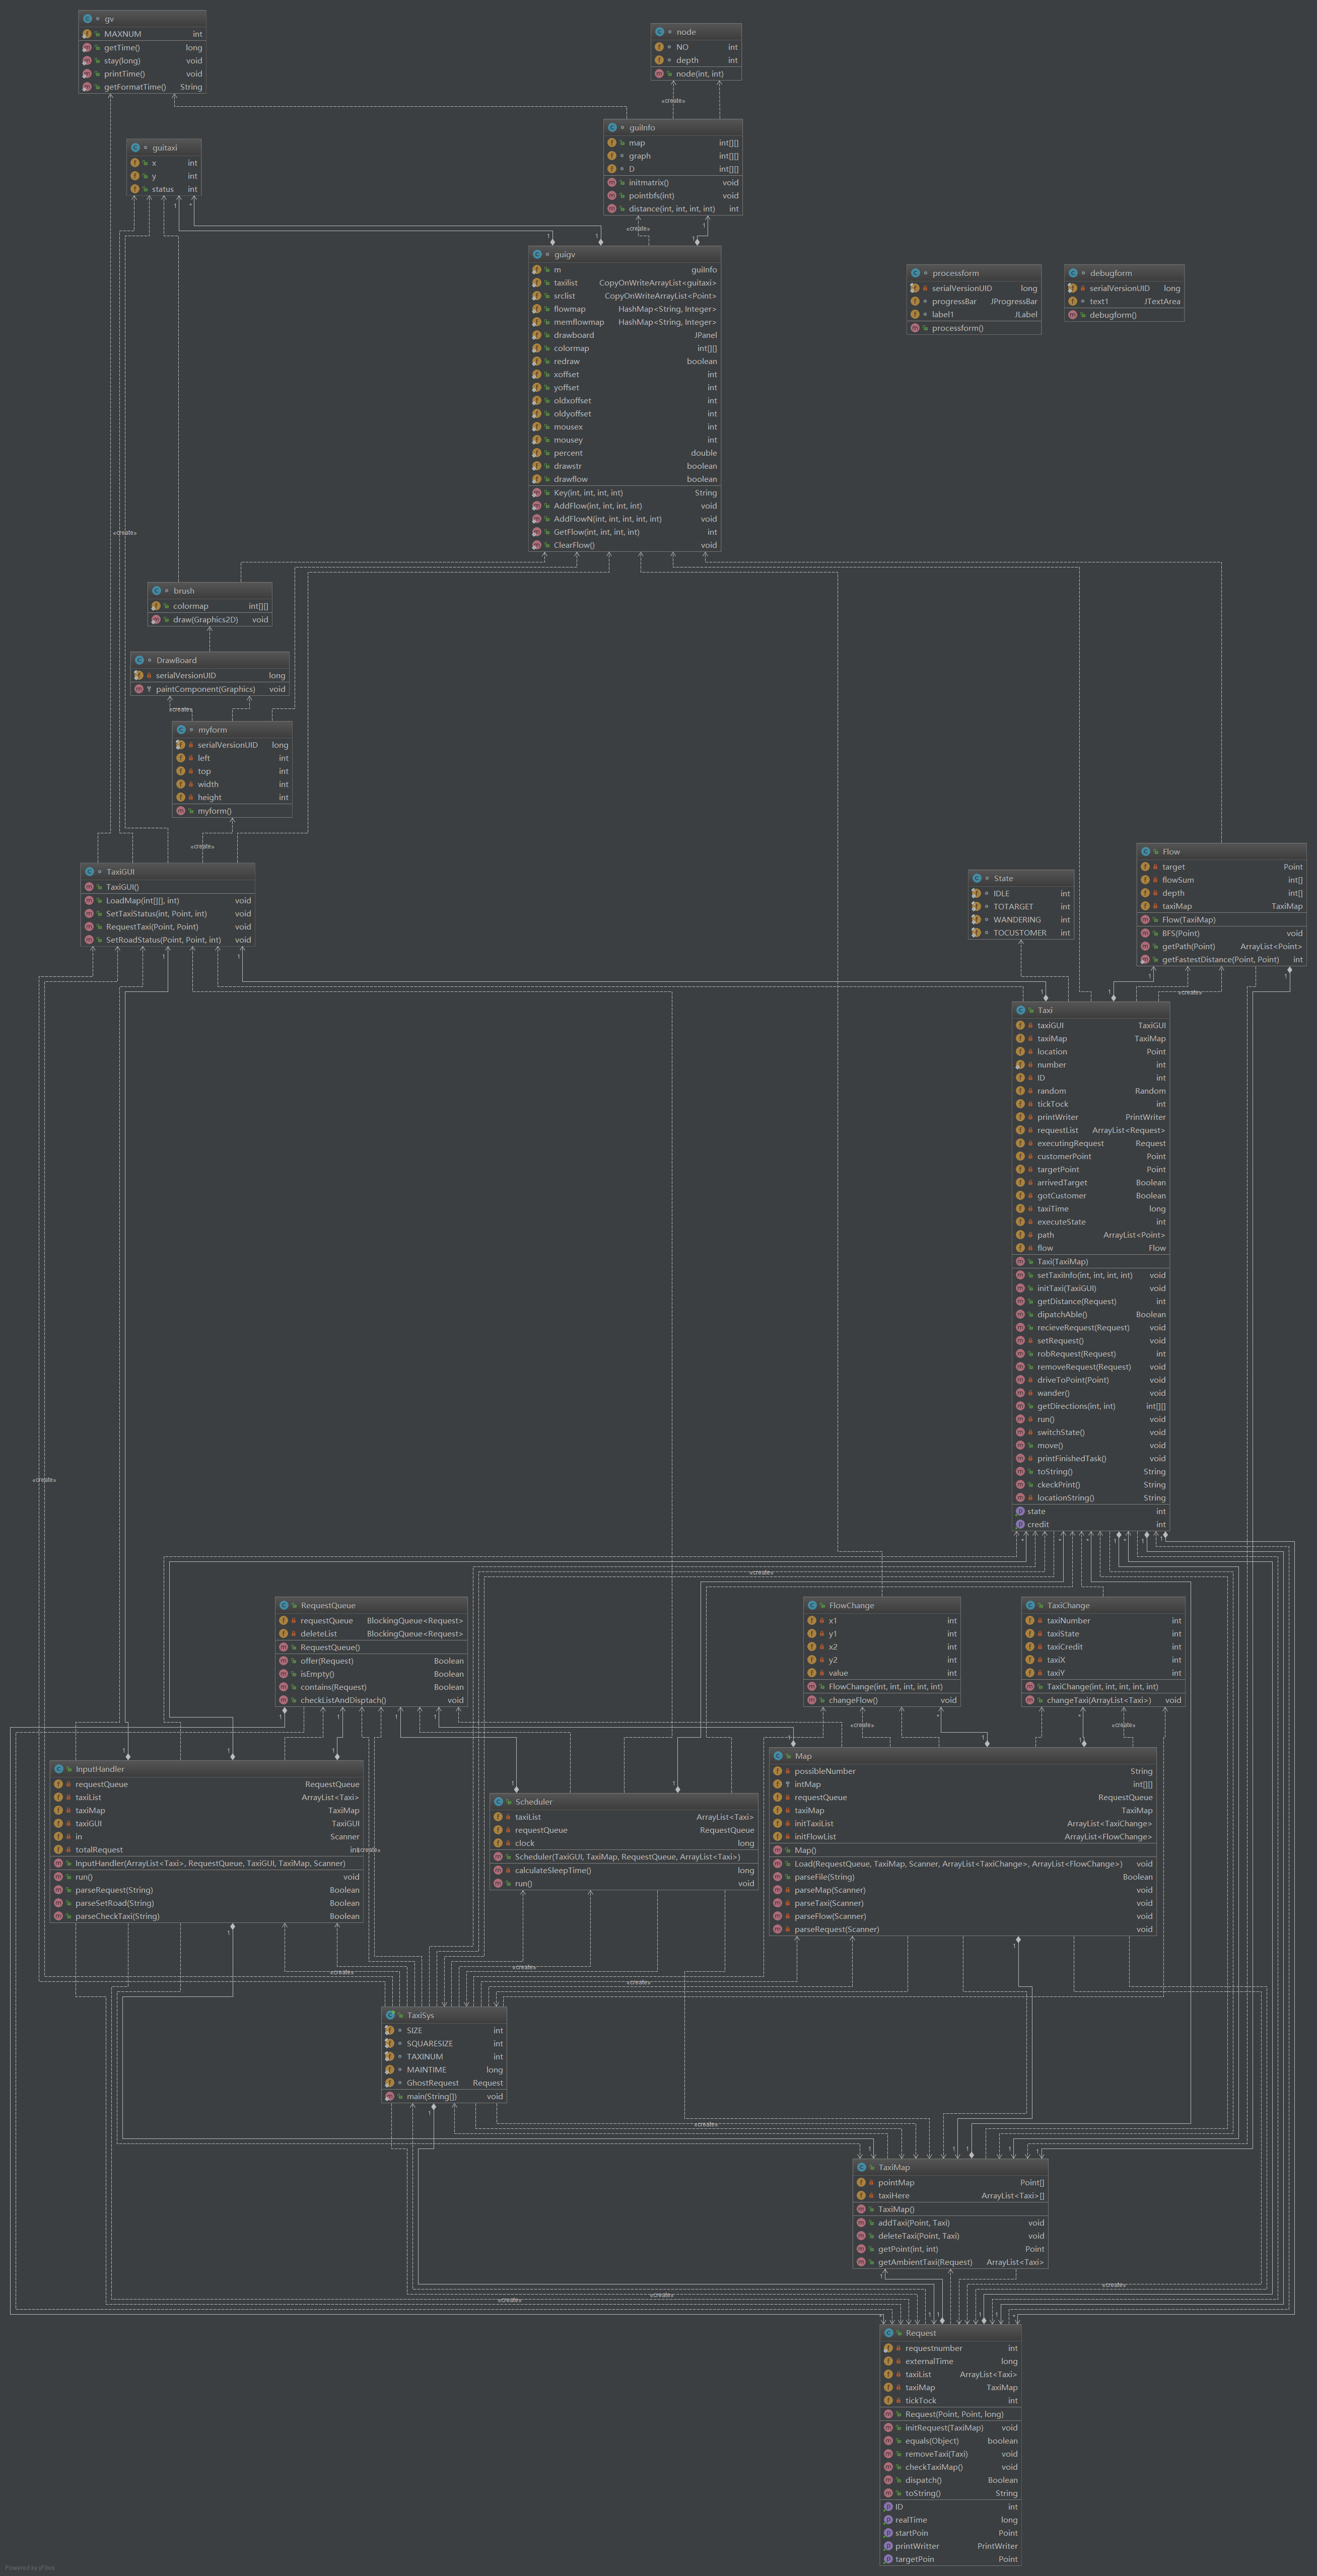 gv
MAXNUM int
getTime() long
stay(long) void
printTime() void
getFormatTime() String
node
NO int
depth int
node(int, int)
«create»
guiInfo
map int[][]
graph int[][]
D int[][]
initmatrix() void
pointbfs(int) void
distance(int, int, int, int) int
guitaxi
x int
y int
status int
1
*
«create»
1
1
1
1
guigv
m guiInfo
taxilist CopyOnWriteArrayList<guitaxi>
srclist CopyOnWriteArrayList<Point>
flowmap HashMap<String, Integer>
memflowmap HashMap<String, Integer>
drawboard JPanel
colormap int[][]
redraw boolean
xoffset int
yoffset int
oldxoffset int
oldyoffset int
mousex int
mousey int
percent double
drawstr boolean
drawflow boolean
Key(int, int, int, int) String
AddFlow(int, int, int, int) void
AddFlowN(int, int, int, int, int) void
GetFlow(int, int, int, int) int
ClearFlow() void
processform
serialVersionUID long
progressBar JProgressBar
label1 JLabel
processform()
debugform
serialVersionUID long
text1 JTextArea
debugform()
«create»
brush
colormap int[][]
draw(Graphics2D) void
DrawBoard
serialVersionUID long
paintComponent(Graphics) void
«create»
myform
serialVersionUID long
left int
top int
width int
height int
myform()
«create»
TaxiGUI
TaxiGUI()
LoadMap(int[][], int) void
SetTaxiStatus(int, Point, int) void
RequestTaxi(Point, Point) void
SetRoadStatus(Point, Point, int) void
1
1
State
IDLE int
TOTARGET int
WANDERING int
TOCUSTOMER int
Flow
target Point
flowSum int[]
depth int[]
taxiMap TaxiMap
Flow(TaxiMap)
BFS(Point) void
getPath(Point) ArrayList<Point>
getFastestDistance(Point, Point) int
1
1
1
1
«create»
Taxi
taxiGUI TaxiGUI
taxiMap TaxiMap
location Point
number int
ID int
random Random
tickTock int
printWriter PrintWriter
requestList ArrayList<Request>
executingRequest Request
customerPoint Point
targetPoint Point
arrivedTarget Boolean
gotCustomer Boolean
taxiTime long
executeState int
path ArrayList<Point>
flow Flow
Taxi(TaxiMap)
setTaxiInfo(int, int, int, int) void
initTaxi(TaxiGUI) void
getDistance(Request) int
dipatchAble() Boolean
recieveRequest(Request) void
setRequest() void
robRequest(Request) int
removeRequest(Request) void
driveToPoint(Point) void
wander() void
getDirections(int, int) int[][]
run() void
switchState() void
move() void
printFinishedTask() void
toString() String
ckeckPrint() String
locationString() String
state int
credit int
«create»
«create»
RequestQueue
requestQueue BlockingQueue<Request>
deleteList BlockingQueue<Request>
RequestQueue()
offer(Request) Boolean
isEmpty() Boolean
contains(Request) Boolean
checkListAndDisptach() void
FlowChange
x1 int
y1 int
x2 int
y2 int
value int
FlowChange(int, int, int, int, int)
changeFlow() void
TaxiChange
taxiNumber int
taxiState int
taxiCredit int
taxiX int
taxiY int
TaxiChange(int, int, int, int, int)
changeTaxi(ArrayList<Taxi>) void
«create»
«create»
InputHandler
requestQueue RequestQueue
taxiList ArrayList<Taxi>
taxiMap TaxiMap
taxiGUI TaxiGUI
in Scanner
totalRequest int
«create»
InputHandler(ArrayList<Taxi>, RequestQueue, TaxiGUI, TaxiMap, Scanner)
run() void
parseRequest(String) Boolean
parseSetRoad(String) Boolean
parseCheckTaxi(String) Boolean
Scheduler
taxiList ArrayList<Taxi>
requestQueue RequestQueue
clock long
Scheduler(TaxiGUI, TaxiMap, RequestQueue, ArrayList<Taxi>)
calculateSleepTime() long
run() void
Map
possibleNumber String
intMap int[][]
requestQueue RequestQueue
taxiMap TaxiMap
initTaxiList ArrayList<TaxiChange>
initFlowList ArrayList<FlowChange>
Map()
Load(RequestQueue, TaxiMap, Scanner, ArrayList<TaxiChange>, ArrayList<FlowChange>) void
parseFile(String) Boolean
parseMap(Scanner) void
parseTaxi(Scanner) void
parseFlow(Scanner) void
parseRequest(Scanner) void
«create»
«create»
«create»
TaxiSys
SIZE int
SQUARESIZE int
TAXINUM int
MAINTIME long
GhostRequest Request
main(String[]) void
«create»
TaxiMap
pointMap Point[]
taxiHere ArrayList<Taxi>[]
TaxiMap()
addTaxi(Point, Taxi) void
deleteTaxi(Point, Taxi) void
getPoint(int, int) Point
getAmbientTaxi(Request) ArrayList<Taxi>
«create»
«create»
«create»
Request
requestnumber int
externalTime long
taxiList ArrayList<Taxi>
taxiMap TaxiMap
tickTock int
Request(Point, Point, long)
initRequest(TaxiMap) void
equals(Object) boolean
removeTaxi(Taxi) void
checkTaxiMap() void
dispatch() Boolean
toString() String
ID int
realTime long
startPoin Point
printWritter PrintWriter
targetPoin Point
Powered by yFiles